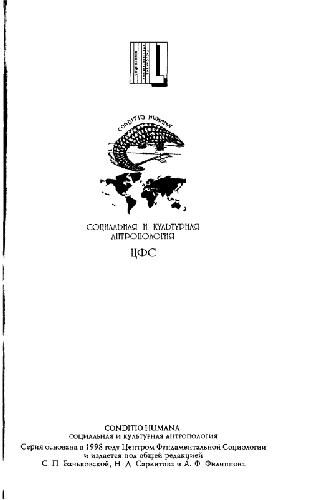 CONDITIO HUMANA
СОЦИАЛЬНАЯ И КУЛЬТУРНАЯ
АНТРОПОЛОГИЯ
ЦФС
CONDITIO HUMANA
СОЦИАЛЬНАЯ И КУЛЬТУРНАЯ АНТРОПОЛОГИЯ
Серия основана в 1998 году Центром Фундаментальной Социологии
и издается под общей редакцией
С. П. Баньковской, Н. Д. Саркитова и А. Ф. Филиппова